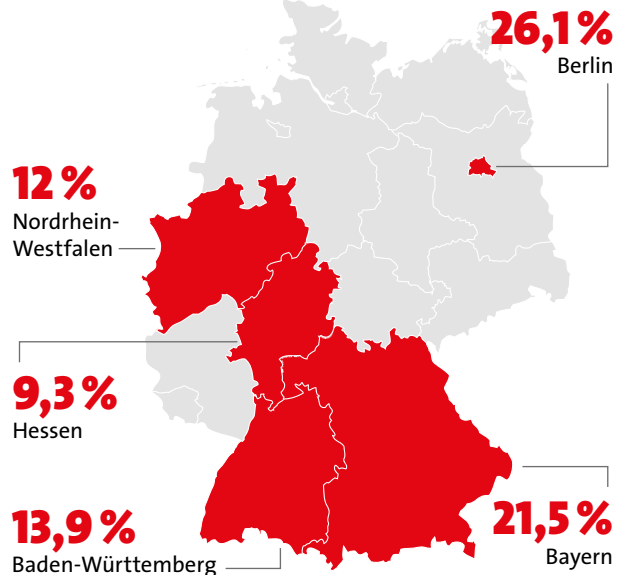 26,1 %
Berlin
12 %
Nordrhein-
Westfalen
9,3 %
Hessen
13,9 %
Baden-Württemberg
21,5 %
Bayern